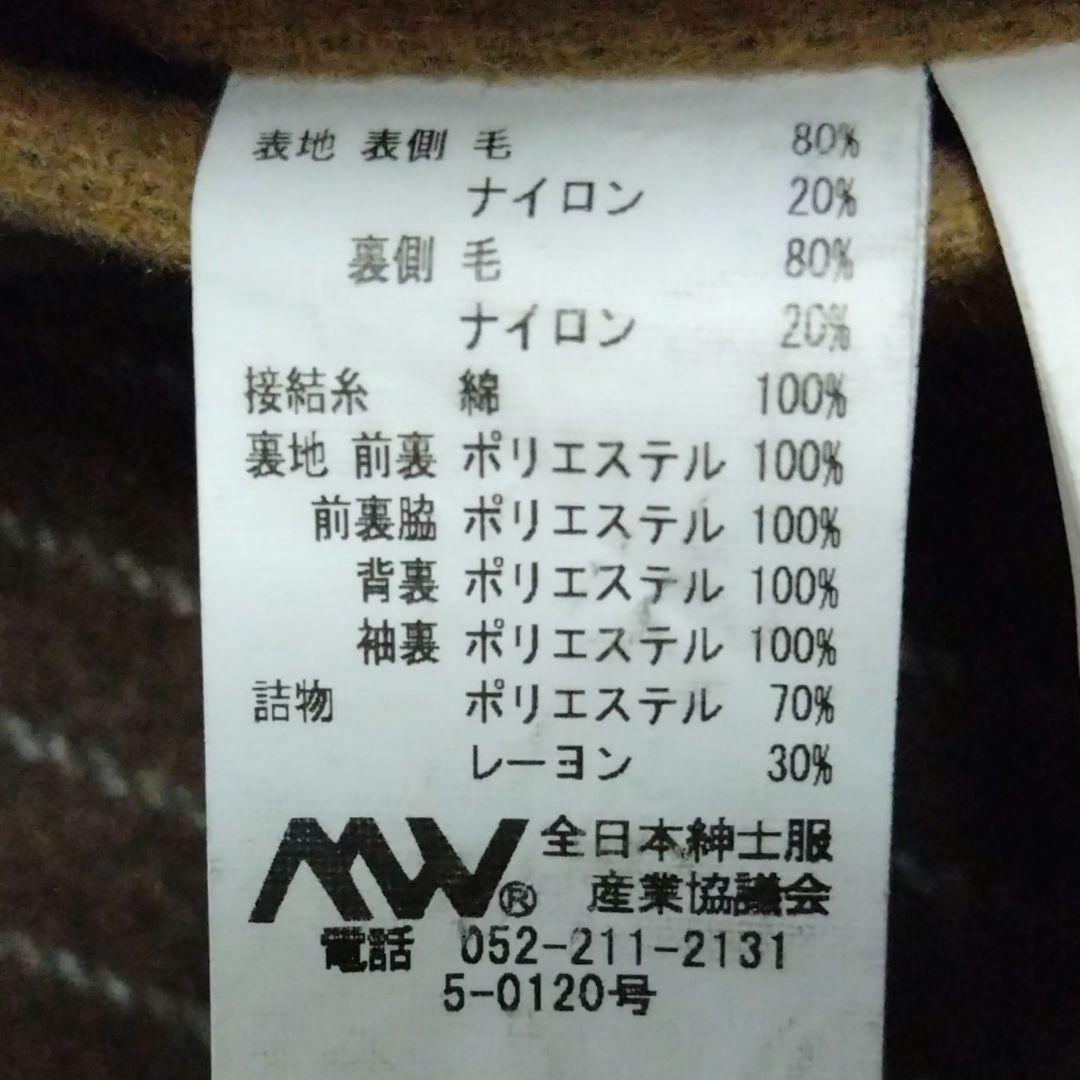 表地 表側 毛 80%
ナイロン 20%
裏側 毛 80%
ナイロン 20%
接結糸 綿 100%
裏地 前裏 ポリエステル 100%
前裏脇 ポリエステル 100%
背裏 ポリエステル 100%
袖裏 ポリエステル 100%
詰物 ポリエステル 70%
レーヨン 30%
MW® 全日本紳士服
産業協議会
電話 052-211-2131
5-0120号